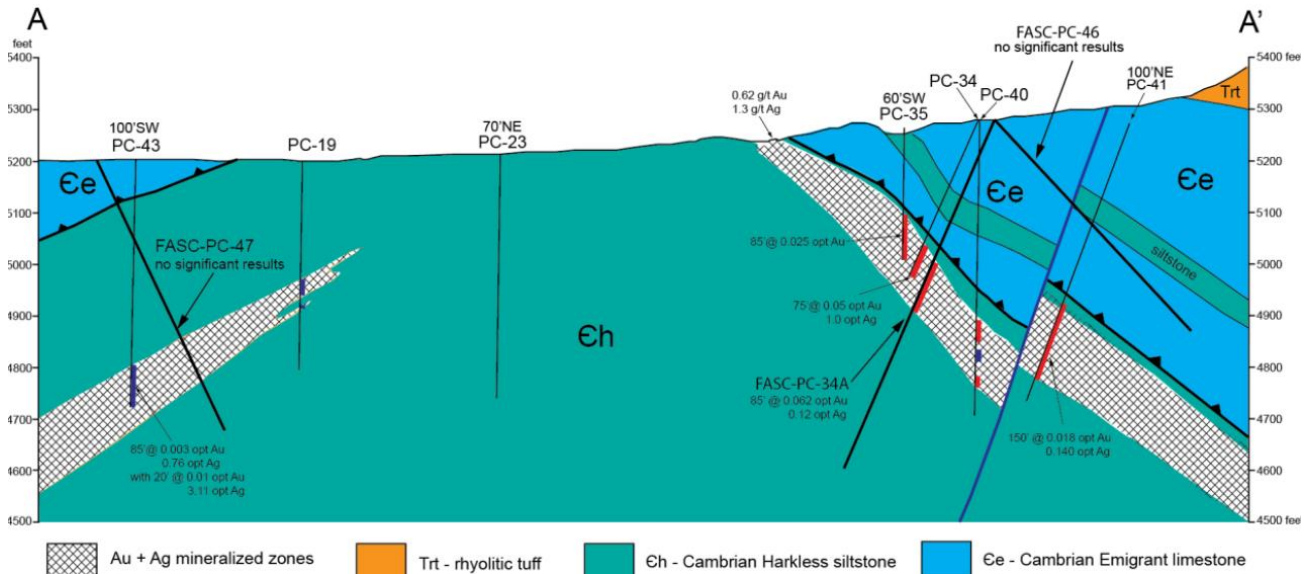 A
A'
feet
5400
5300
5200
5100
5000
4900
4800
4700
4600
4500
5400 feet
5300
5200
5100
5000
4900
4800
4700
4600
4500 feet
100'SW
PC-43
PC-19
70'NE
PC-23
0.62 g/t Au
1.3 g/t Ag
60'SW
PC-35
PC-34
PC-40
FASC-PC-46
no significant results
100'NE
PC-41
Trt
Єe
Єe
Єe
Єh
siltstone
FASC-PC-47
no significant results
85'@ 0.025 opt Au
75'@ 0.05 opt Au
1.0 opt Ag
FASC-PC-34A
85'@ 0.062 opt Au
0.12 opt Ag
150'@ 0.018 opt Au
0.140 opt Ag
85'@ 0.003 opt Au
0.76 opt Ag
with 20'@ 0.01 opt Au
3.11 opt Ag
Au + Ag mineralized zones
Trt - rhyolitic tuff
Єh - Cambrian Harkless siltstone
Єe - Cambrian Emigrant limestone